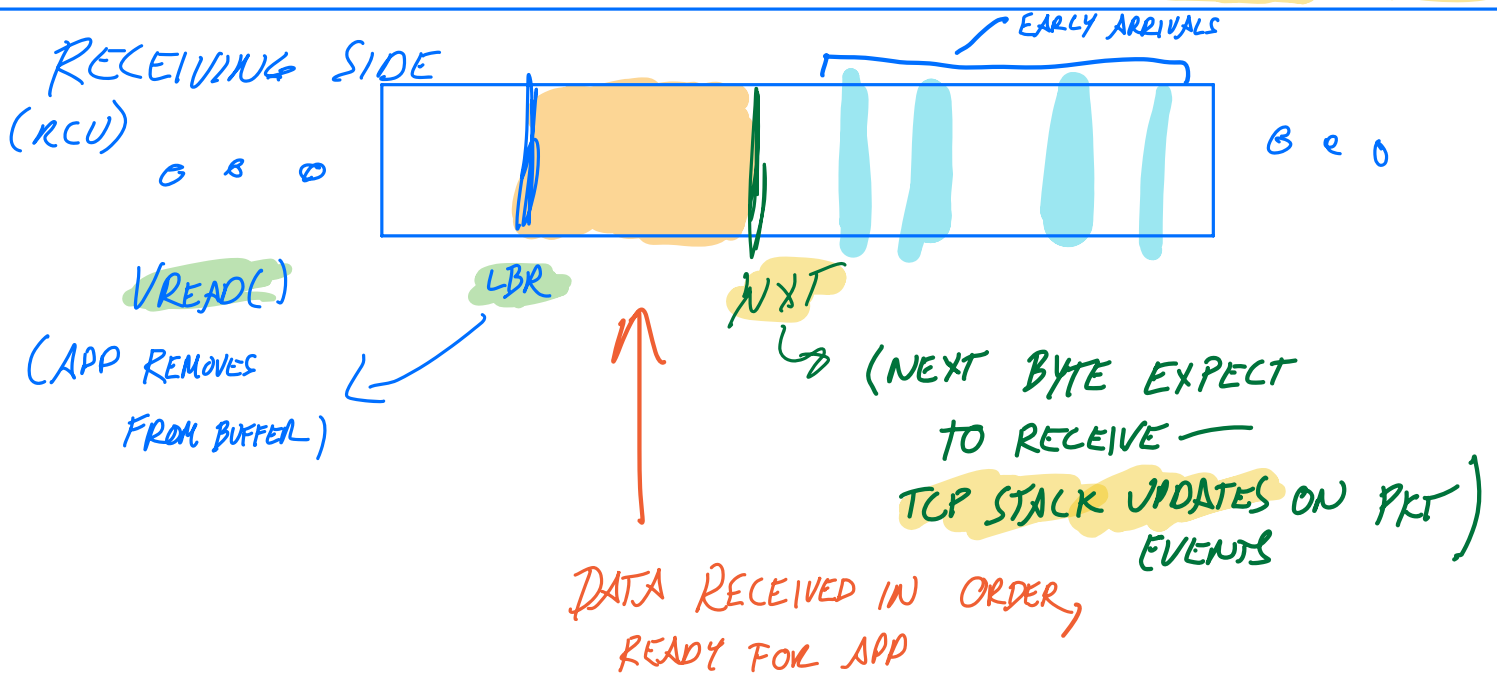 EARLY ARRIVALS
RECEIVING SIDE
(RCV)
VREAD()
LBR
NXT
(APP REMOVES
FROM BUFFER)
(NEXT BYTE EXPECT
TO RECEIVE —
TCP STACK UPDATES ON PKT
EVENTS)
DATA RECEIVED IN ORDER,
READY FOR APP